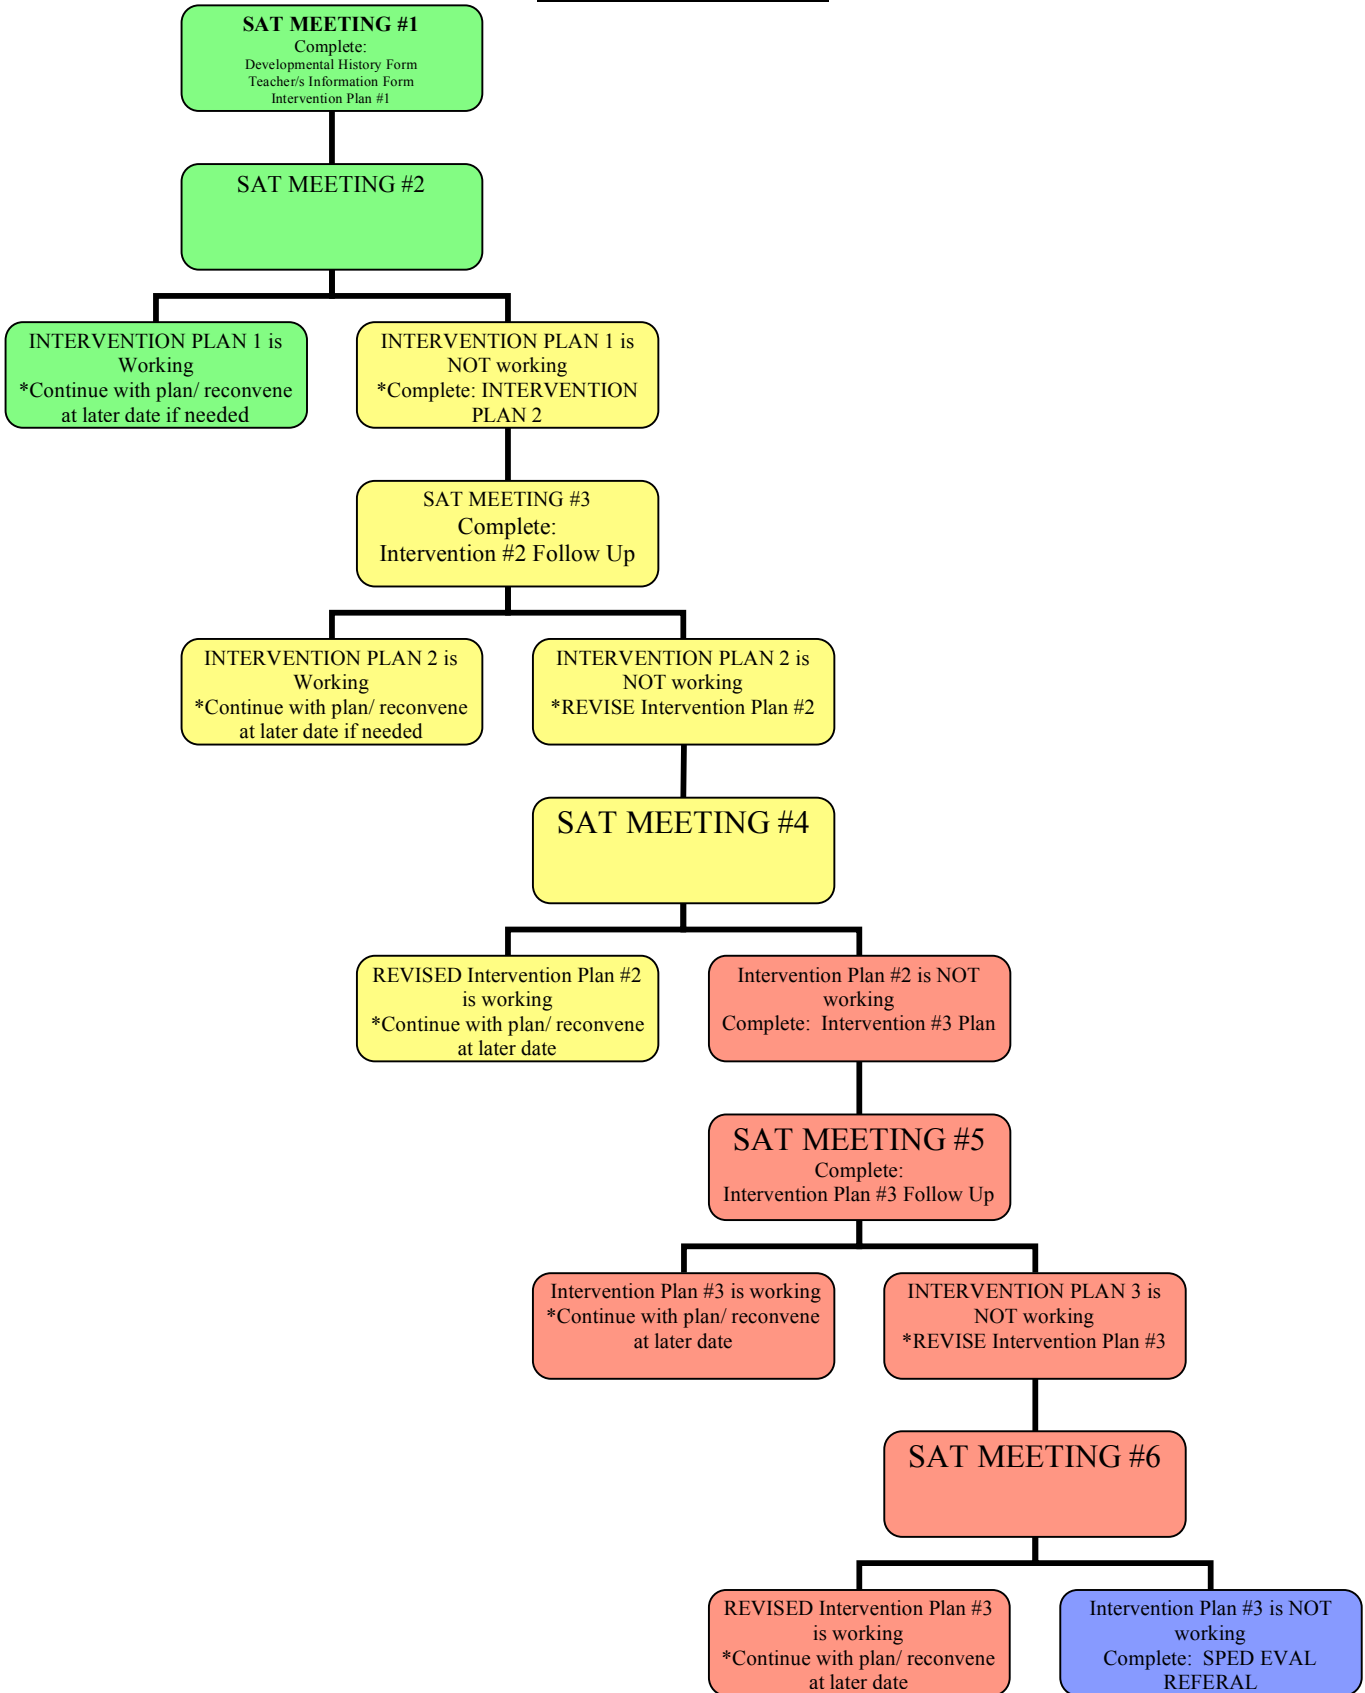 SAT MEETING #1
Complete:
Developmental History Form
Teacher/s Information Form
Intervention Plan #1
SAT MEETING #2
INTERVENTION PLAN 1 is
Working
*Continue with plan/ reconvene
at later date if needed
INTERVENTION PLAN 1 is
NOT working
*Complete: INTERVENTION
PLAN 2
SAT MEETING #3
Complete:
Intervention #2 Follow Up
INTERVENTION PLAN 2 is
Working
*Continue with plan/ reconvene
at later date if needed
INTERVENTION PLAN 2 is
NOT working
*REVISE Intervention Plan #2
SAT MEETING #4
REVISED Intervention Plan #2
is working
*Continue with plan/ reconvene
at later date
Intervention Plan #2 is NOT
working
Complete:  Intervention #3 Plan
SAT MEETING #5
Complete:
Intervention Plan #3 Follow Up
Intervention Plan #3 is working
*Continue with plan/ reconvene
at later date
INTERVENTION PLAN 3 is
NOT working
*REVISE Intervention Plan #3
SAT MEETING #6
REVISED Intervention Plan #3
is working
*Continue with plan/ reconvene
at later date
Intervention Plan #3 is NOT
working
Complete:  SPED EVAL
REFERAL